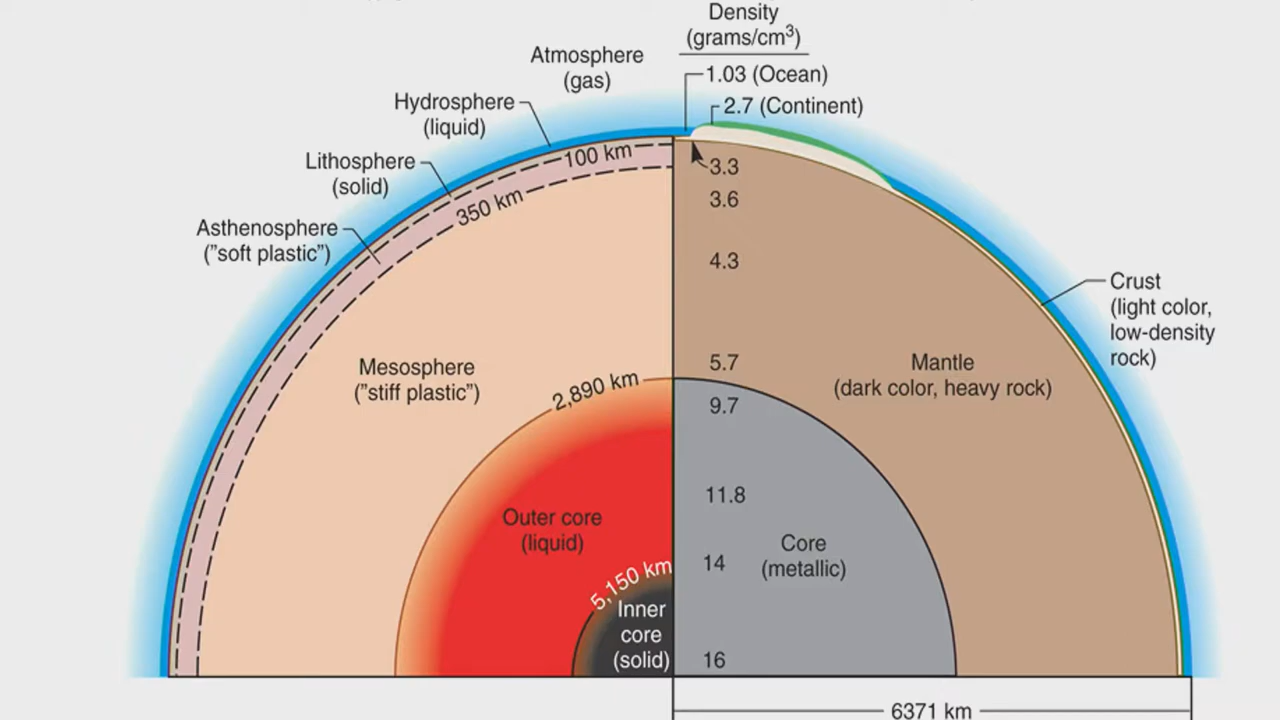 Density
(grams/cm³)
1.03 (Ocean)
2.7 (Continent)
Atmosphere
(gas)
Hydrosphere
(liquid)
Lithosphere
(solid)
Asthenosphere
(”soft plastic”)
100 km
350 km
3.3
3.6
4.3
5.7
9.7
11.8
14
16
Crust
(light color,
low-density
rock)
Mesosphere
(”stiff plastic”)
2,890 km
Mantle
(dark color, heavy rock)
Outer core
(liquid)
5,150 km
Inner
core
(solid)
Core
(metallic)
6371 km